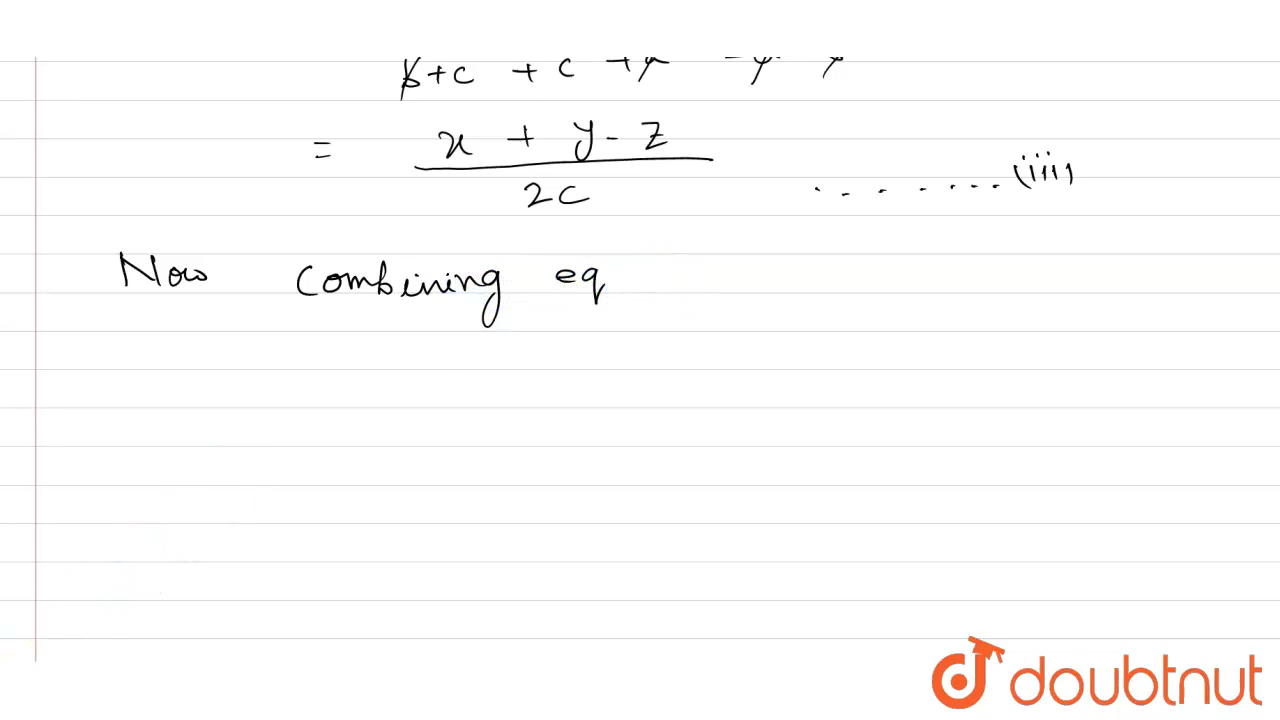 b+c + c +
= x + y - z
2c ......... (iii)
Now combining eq
doubtnut